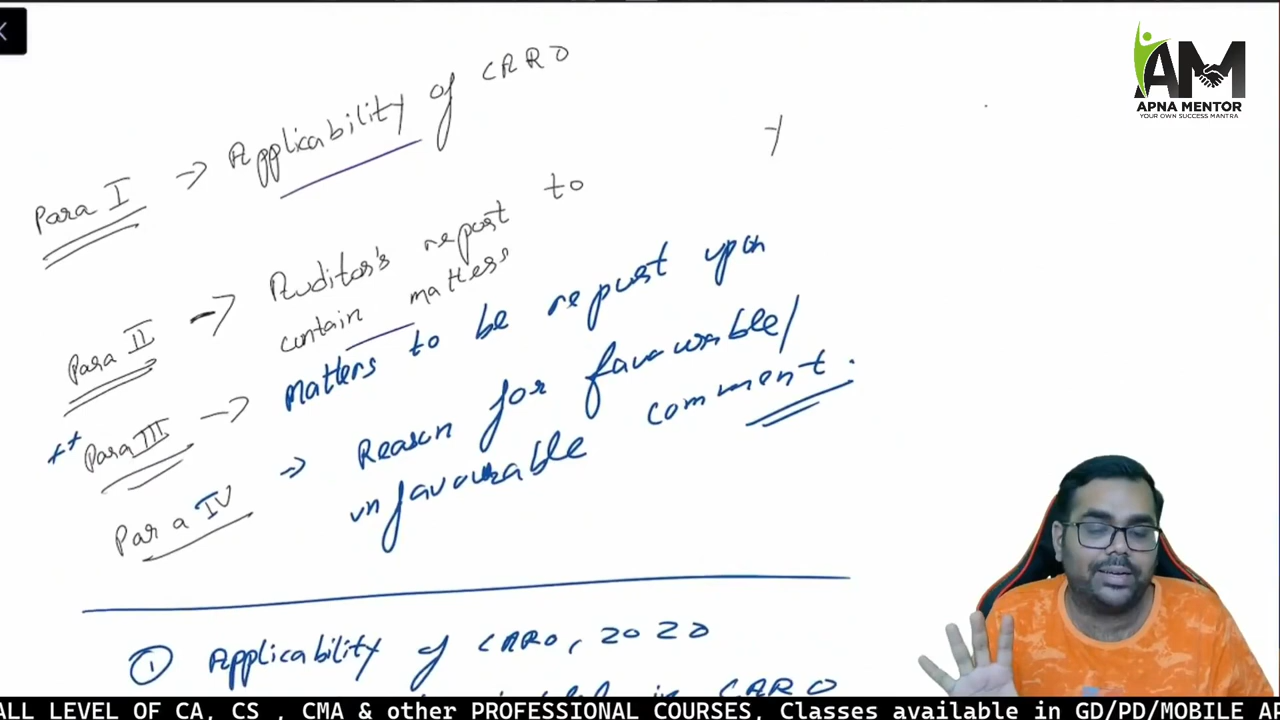 AM
APNA MENTOR
YOUR OWN SUCCESS MANTRA
Para I → Applicability of CARO
Para II → Auditor's report to
contain matters
Para III → Matters to be report upon
Para IV → Reason for favourable/
unfavourable comment.
① Applicability of CARO, 2020
in CARO
ALL LEVEL OF CA, CS , CMA & other PROFESSIONAL COURSES, Classes available in GD/PD/MOBILE AP